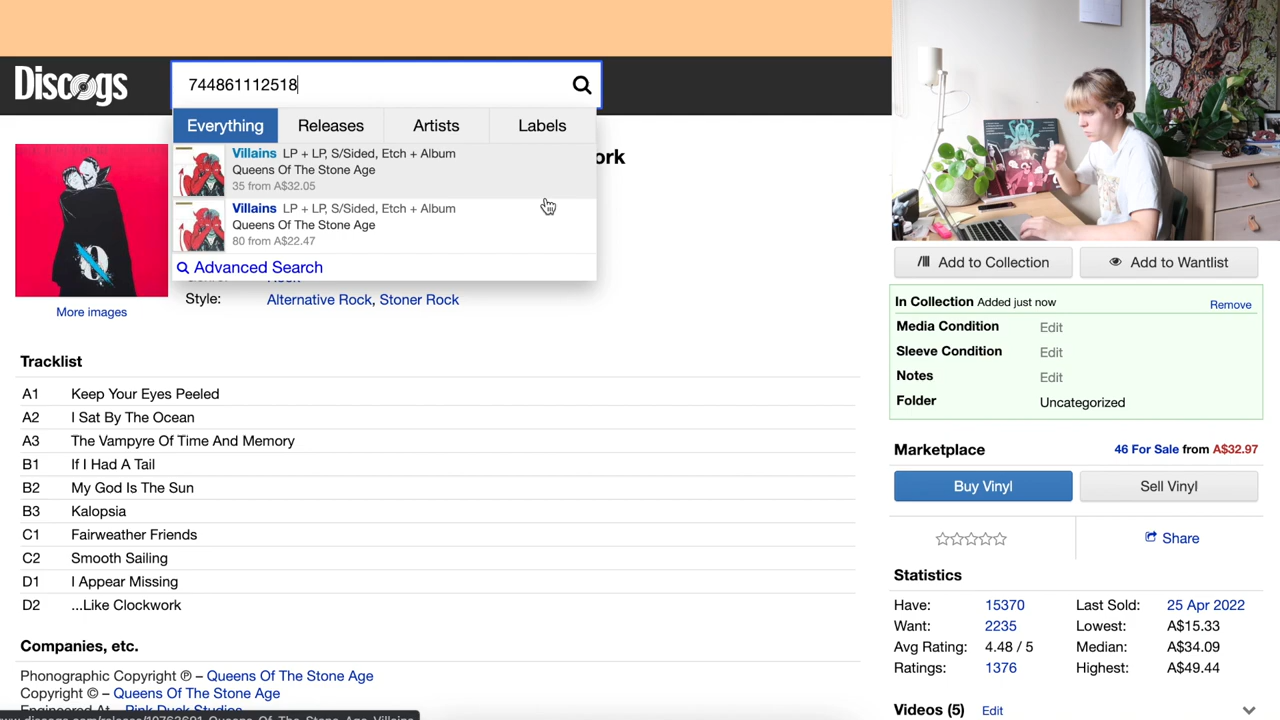 Discogs
744861112518
Everything
Releases
Artists
Labels
ork
Villains LP + LP, S/Sided, Etch + Album
Queens Of The Stone Age
35 from A$32.05
Villains LP + LP, S/Sided, Etch + Album
Queens Of The Stone Age
80 from A$22.47
Advanced Search
Style: Alternative Rock, Stoner Rock
More images
Tracklist
A1 Keep Your Eyes Peeled
A2 I Sat By The Ocean
A3 The Vampyre Of Time And Memory
B1 If I Had A Tail
B2 My God Is The Sun
B3 Kalopsia
C1 Fairweather Friends
C2 Smooth Sailing
D1 I Appear Missing
D2 ...Like Clockwork
Companies, etc.
Phonographic Copyright ℗ – Queens Of The Stone Age
Copyright © – Queens Of The Stone Age
Engineered At – Pink Duck Studios
Add to Collection
Add to Wantlist
In Collection Added just now
Remove
Media Condition Edit
Sleeve Condition Edit
Notes Edit
Folder Uncategorized
Marketplace
46 For Sale from A$32.97
Buy Vinyl
Sell Vinyl
Share
Statistics
Have: 15370 Last Sold: 25 Apr 2022
Want: 2235 Lowest: A$15.33
Avg Rating: 4.48 / 5 Median: A$34.09
Ratings: 1376 Highest: A$49.44
Videos (5) Edit